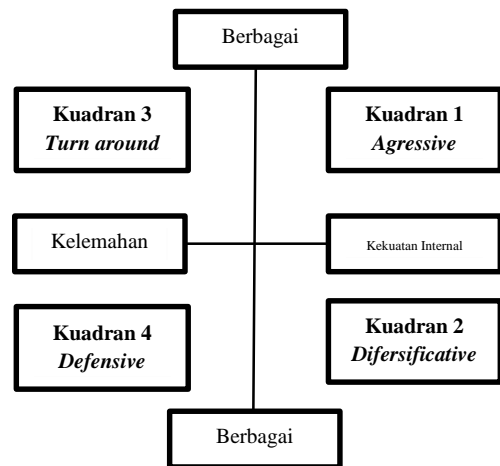 Berbagai
Kuadran 3
Turn around
Kuadran 1
Agressive
Kelemahan
Kekuatan Internal
Kuadran 4
Defensive
Kuadran 2
Difersificative
Berbagai